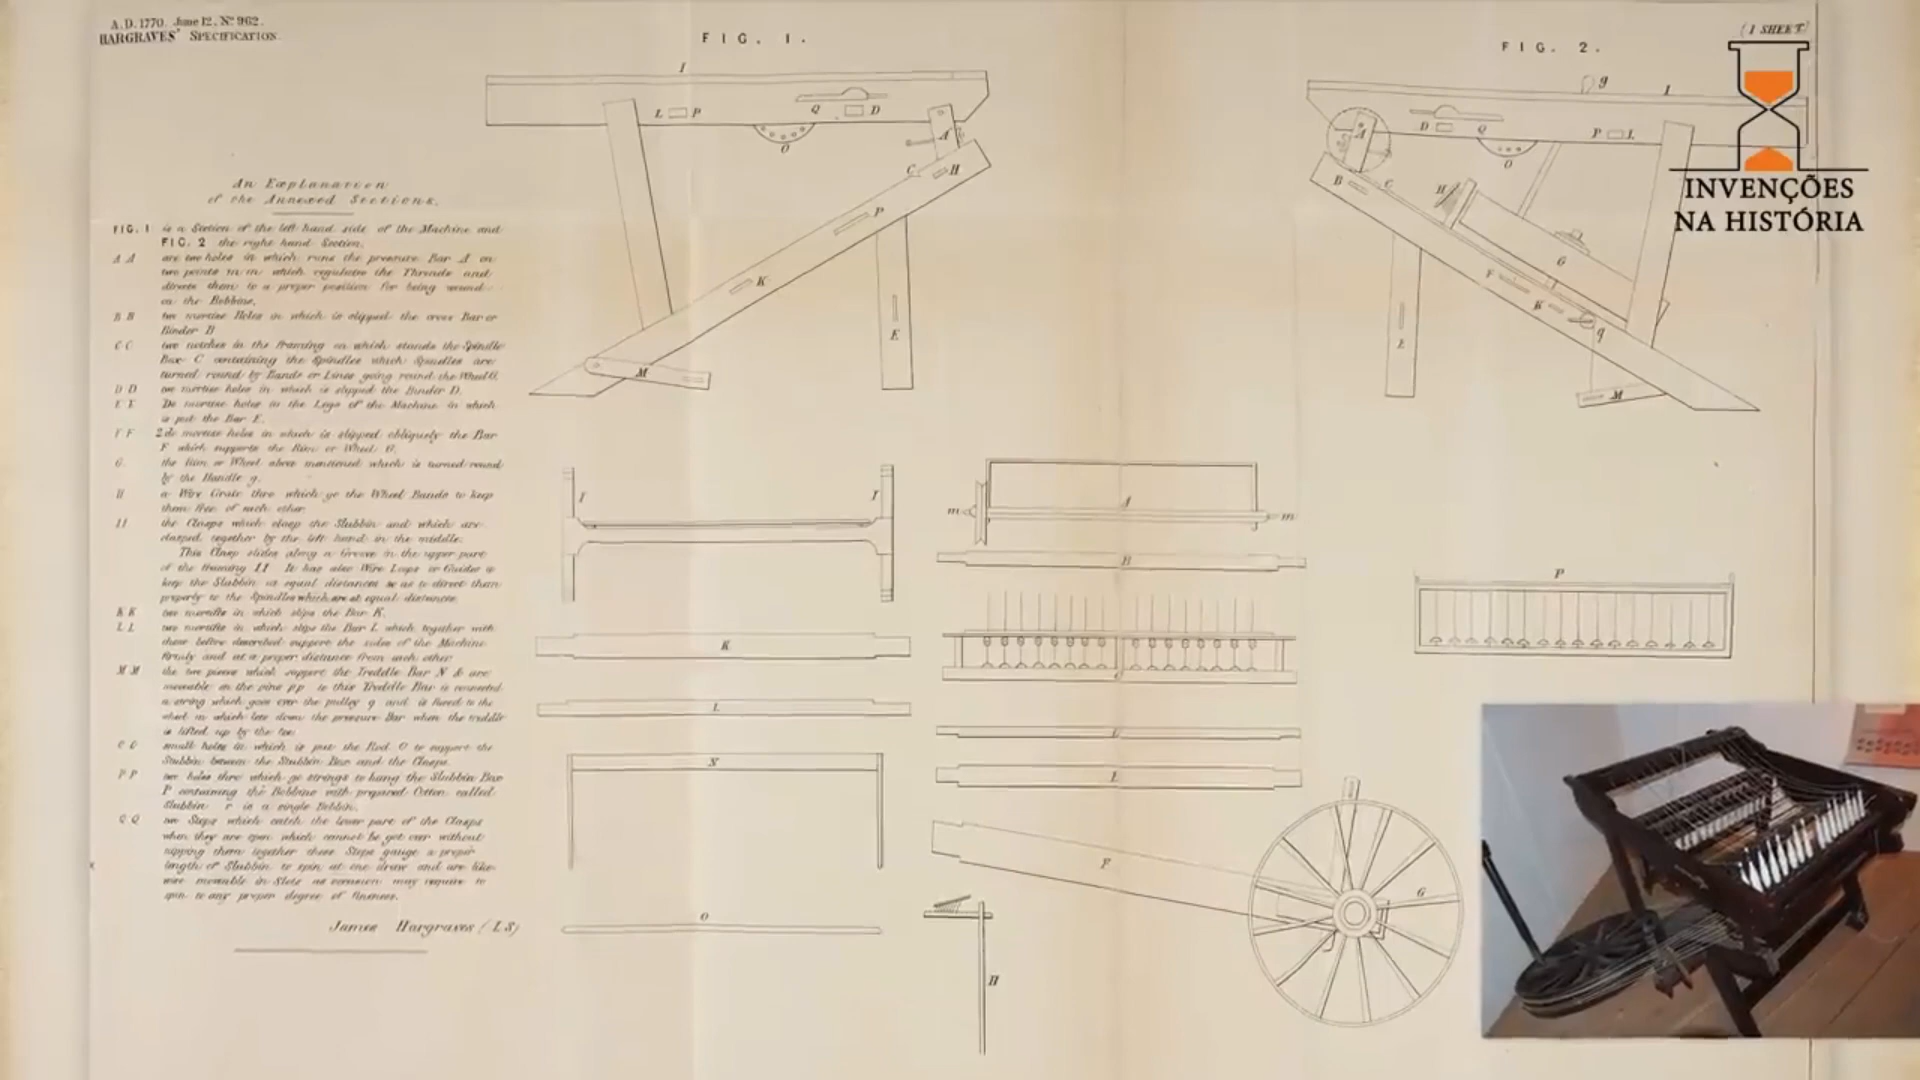 A.D. 1770. June 12. No 962.
HARGRAVES' SPECIFICATION.
(1 SHEET)
FIG. 1.
FIG. 2.
INVENÇÕES
NA HISTÓRIA
An Explanation
of the Annexed Sections.
FIG. 1 is a Section of the left hand side of the Machine and
FIG. 2 the right hand Section.
A A are two holes in which runs the pressure Bar A on
two points m m which regulates the Threads and
directs them to a proper position for being wound
on the Bobbins.
B B two mortise Holes in which is slipped the cross Bar or
Binder B
C C two notches in the Framing on which stands the Spindle
Box C containing the Spindles which Spindles are
turned round by Bands or Lines going round the Wheel G.
D D two mortise holes in which is slipped the Binder D.
E E Do mortise holes in the Legs of the Machine in which
is put the Bar E.
F F 2 do mortise holes in which is slipped obliquely the Bar
F which supports the Rim or Wheel G.
G. the Rim or Wheel above mentioned which is turned round
by the Handle g.
H a Wire Grate thro which go the Wheel Bands to keep
them free of each other.
I I the Clasps which clasp the Slubbin and which are
clasped together by the left hand in the middle.
This Clasp slides along a Groove in the upper part
of the Framing I I It has also Wire Loops or Guides to
keep the Slubbin at equal distances so as to direct them
properly to the Spindles which are at equal distances.
K K two mortises in which slips the Bar K.
L L two mortises in which slips the Bar L which together with
those before described support the sides of the Machine
firmly and at a proper distance from each other
M M the two pieces which support the Treddle Bar N & are
moveable on the pins p p to this Treddle Bar is connected
a string which goes over the pulley q and is fixed to the
wheel m which lets down the pressure Bar when the treddle
is lifted up by the toe
O O small holes in which is put the Rod O to support the
Slubbin between the Slubbin Bar and the Clasps.
P P two holes thro which go strings to hang the Slubbin Bar
P containing the Bobbins with prepared Cotton called
Slubbin r is a single Bobbin.
Q Q two Stops which catch the lower part of the Clasps
when they are open which cannot be got over without
nipping them together these Stops gauge a proper
length of Slubbin to spin at one draw and are like-
wise moveable in Slots as occasion may require to
spin to any proper degree of fineness.
James Hargraves (L S)